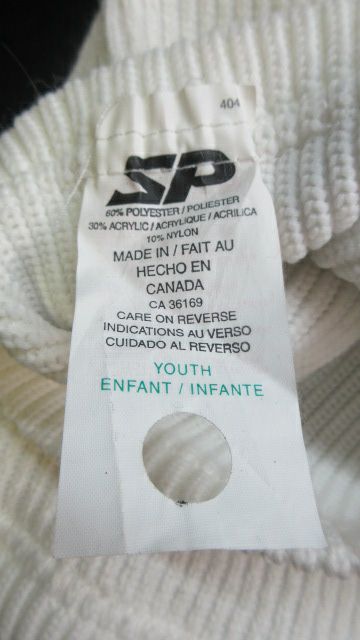 404
SP
60% POLYESTER / POLIESTER
30% ACRYLIC / ACRYLIQUE / ACRILICA
10% NYLON
MADE IN / FAIT AU
HECHO EN
CANADA
CA 36169
CARE ON REVERSE
INDICATIONS AU VERSO
CUIDADO AL REVERSO
YOUTH
ENFANT / INFANTE